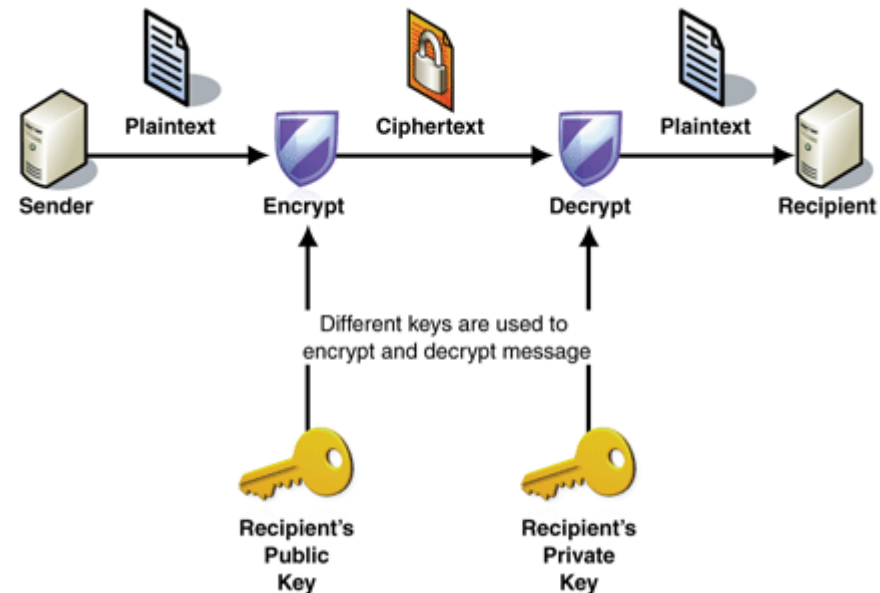 Plaintext
Ciphertext
Plaintext
Sender
Encrypt
Decrypt
Recipient
Different keys are used to
encrypt and decrypt message
Recipient's
Public
Key
Recipient's
Private
Key